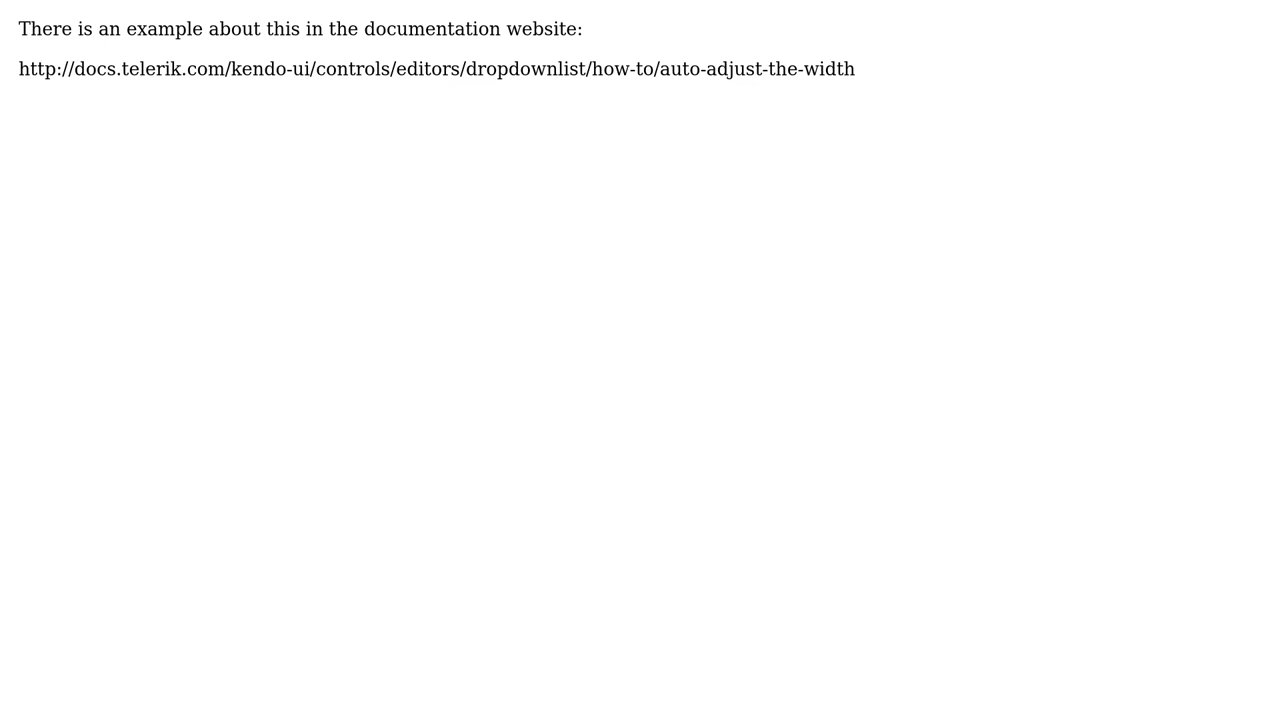 There is an example about this in the documentation website:
http://docs.telerik.com/kendo-ui/controls/editors/dropdownlist/how-to/auto-adjust-the-width